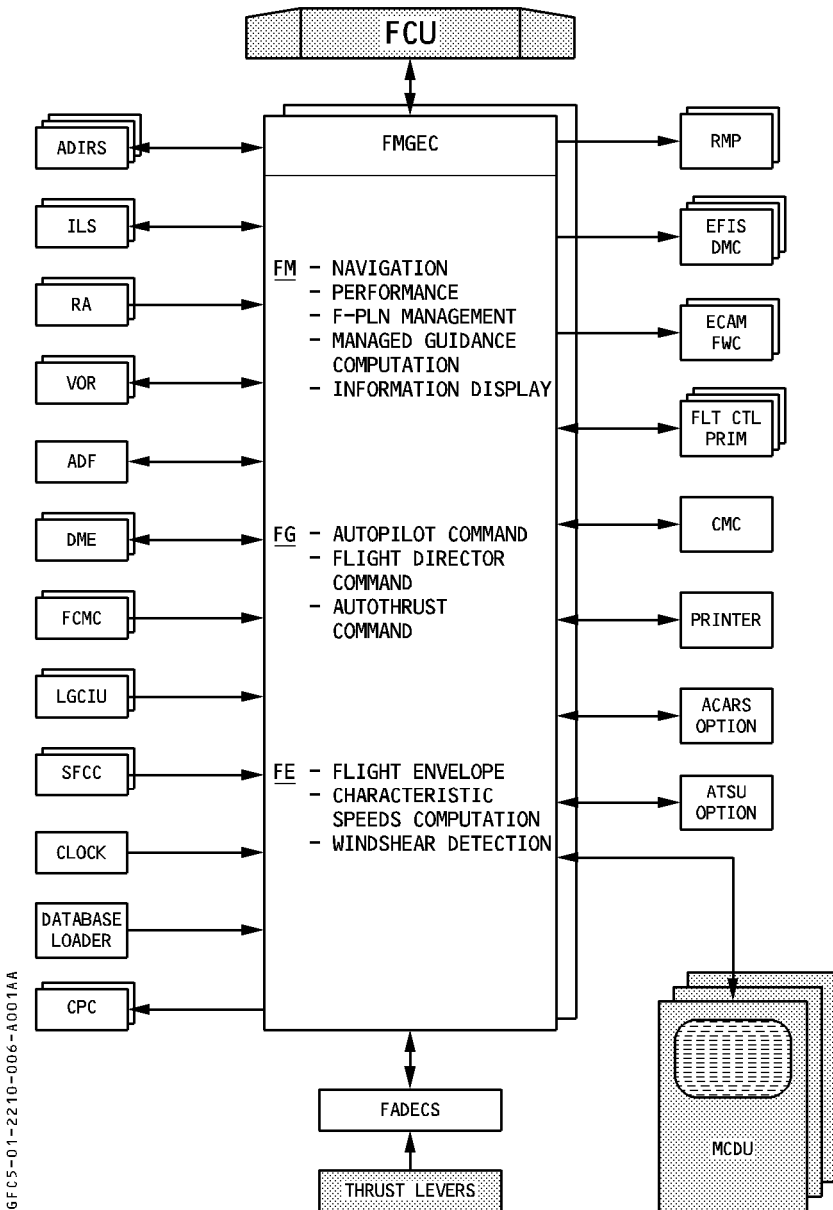 FCU
FMGEC
ADIRS
ILS
RA
VOR
ADF
DME
FCMC
LGCIU
SFCC
CLOCK
DATABASE
LOADER
CPC
FM - NAVIGATION
- PERFORMANCE
- F-PLN MANAGEMENT
- MANAGED GUIDANCE
COMPUTATION
- INFORMATION DISPLAY
FG - AUTOPILOT COMMAND
- FLIGHT DIRECTOR
COMMAND
- AUTOTHRUST
COMMAND
FE - FLIGHT ENVELOPE
- CHARACTERISTIC
SPEEDS COMPUTATION
- WINDSHEAR DETECTION
RMP
EFIS
DMC
ECAM
FWC
FLT CTL
PRIM
CMC
PRINTER
ACARS
OPTION
ATSU
OPTION
MCDU
FADECS
THRUST LEVERS
GFC5-01-2210-006-A001AA